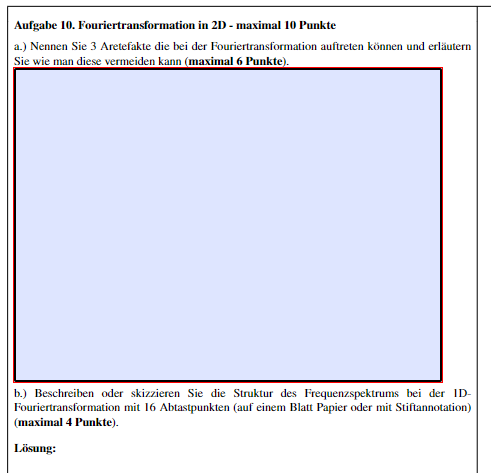 Aufgabe 10. Fouriertransformation in 2D - maximal 10 Punkte
a.) Nennen Sie 3 Aretefakte die bei der Fouriertransformation auftreten können und erläutern
Sie wie man diese vermeiden kann (maximal 6 Punkte).
b.) Beschreiben oder skizzieren Sie die Struktur des Frequenzspektrums bei der 1D-
Fouriertransformation mit 16 Abtastpunkten (auf einem Blatt Papier oder mit Stiftannotation)
(maximal 4 Punkte).
Lösung: